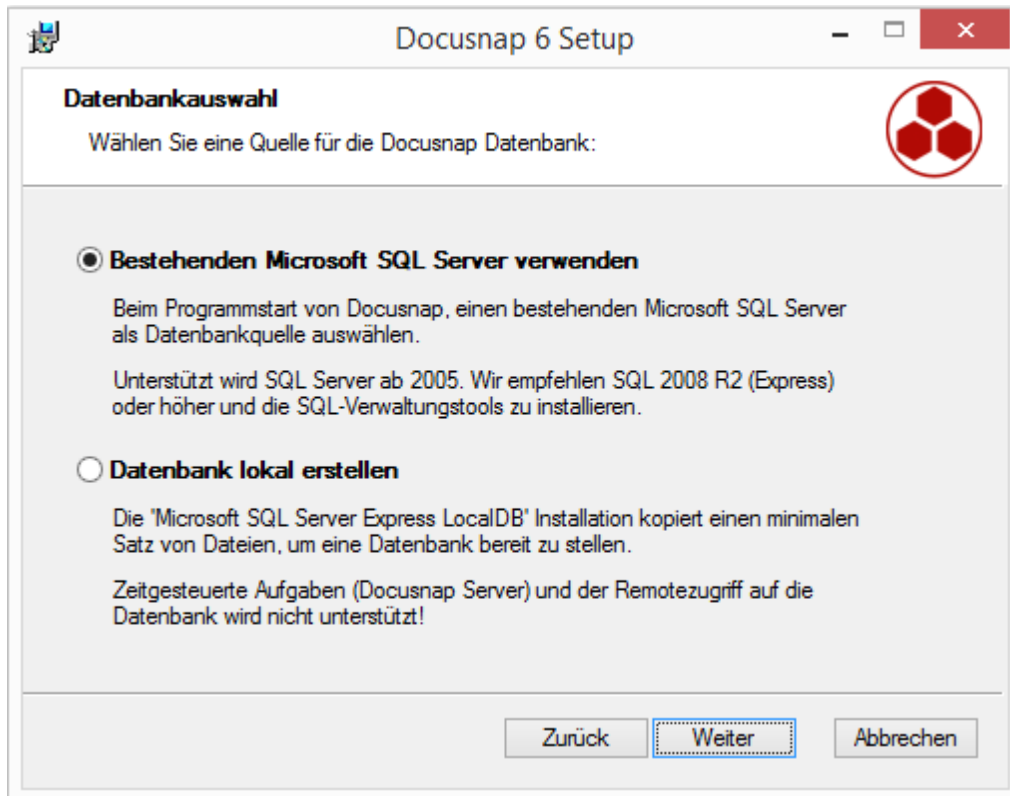 Docusnap 6 Setup
Datenbankauswahl
Wählen Sie eine Quelle für die Docusnap Datenbank:
Bestehenden Microsoft SQL Server verwenden
Beim Programmstart von Docusnap, einen bestehenden Microsoft SQL Server
als Datenbankquelle auswählen.
Unterstützt wird SQL Server ab 2005. Wir empfehlen SQL 2008 R2 (Express)
oder höher und die SQL-Verwaltungstools zu installieren.
Datenbank lokal erstellen
Die "Microsoft SQL Server Express LocalDB" Installation kopiert einen minimalen
Satz von Dateien, um eine Datenbank bereit zu stellen.
Zeitgesteuerte Aufgaben (Docusnap Server) und der Remotezugriff auf die
Datenbank wird nicht unterstützt!
Zurück Weiter Abbrechen